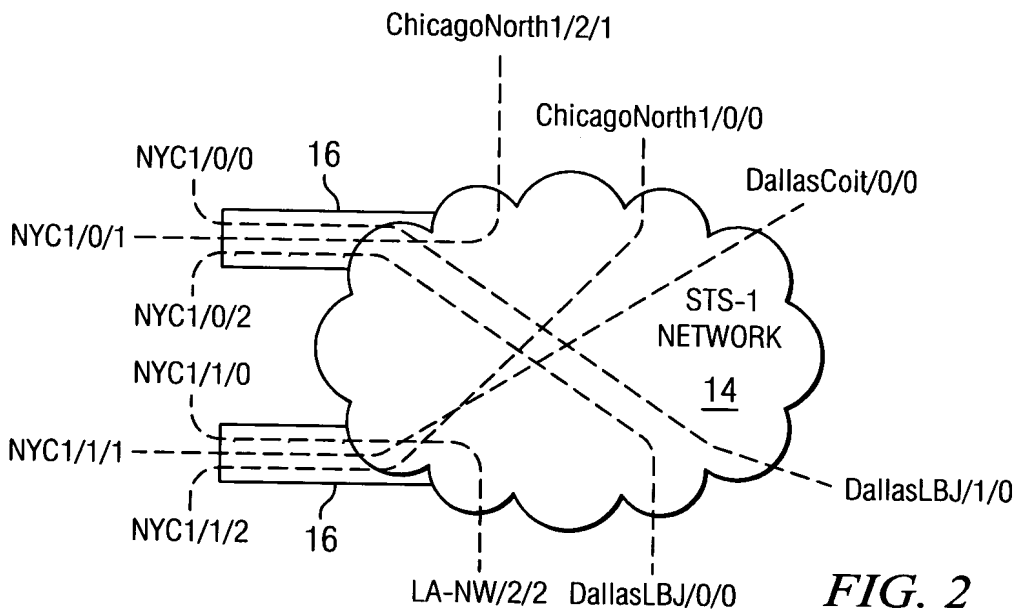 ChicagoNorth1/2/1
ChicagoNorth1/0/0
NYC1/0/0
16
DallasCoit/0/0
NYC1/0/1
NYC1/0/2
STS-1
NETWORK
14
NYC1/1/0
NYC1/1/1
NYC1/1/2
16
DallasLBJ/1/0
LA-NW/2/2
DallasLBJ/0/0
FIG. 2